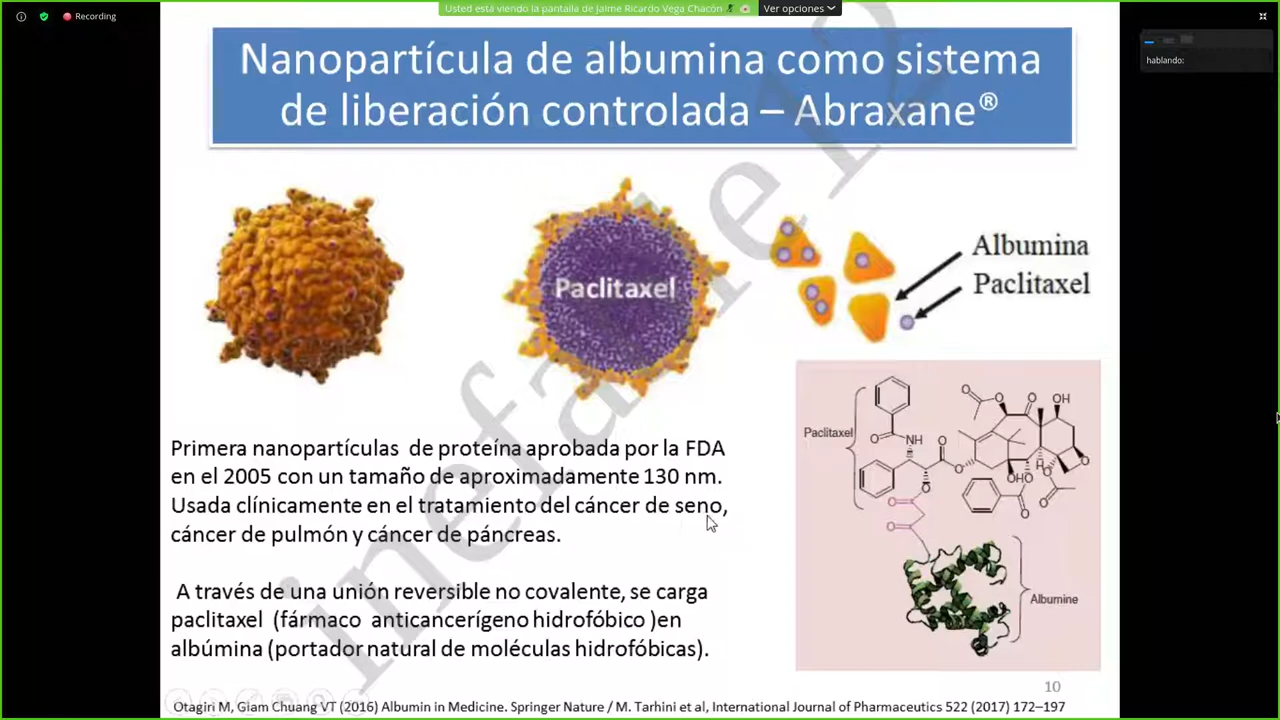 Recording
Usted está viendo la pantalla de Jaime Ricardo Vega Chacón
Ver opciones
hablando:
Nanopartícula de albumina como sistema
de liberación controlada – Abraxane®
Paclitaxel
Albumina
Paclitaxel
Primera nanopartículas de proteína aprobada por la FDA
en el 2005 con un tamaño de aproximadamente 130 nm.
Usada clínicamente en el tratamiento del cáncer de seno,
cáncer de pulmón y cáncer de páncreas.
A través de una unión reversible no covalente, se carga
paclitaxel (fármaco anticancerígeno hidrofóbico )en
albúmina (portador natural de moléculas hidrofóbicas).
Paclitaxel
O
O
OH
O
O
NH
O
O
O
H
O
O
OHO
O
O
O
O
O
Albumine
10
Otagiri M, Giam Chuang VT (2016) Albumin in Medicine. Springer Nature / M. Tarhini et al, International Journal of Pharmaceutics 522 (2017) 172–197